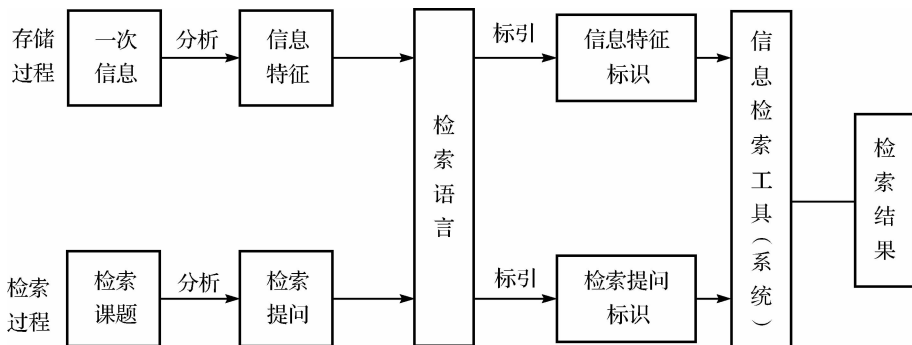 存储
过程
一次
信息
分析
信息
特征
检
索
语
言
标引
信息特征
标识
信
息
检
索
工
具
︵
系
统
︶
检
索
结
果
检索
过程
检索
课题
分析
检索
提问
标引
检索提问
标识